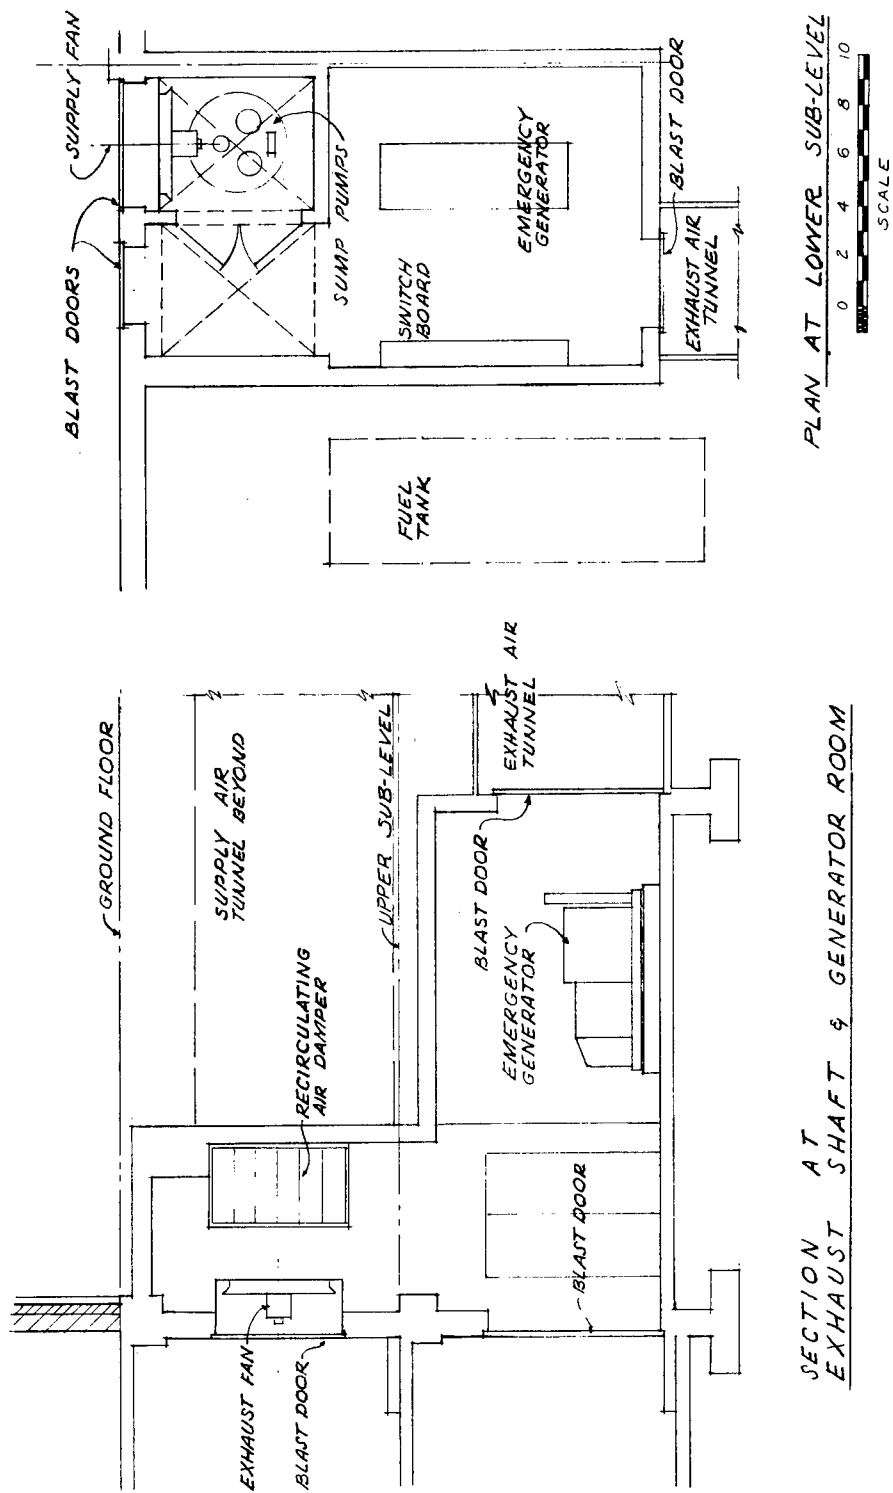 GROUND FLOOR
SUPPLY AIR
TUNNEL BEYOND
UPPER SUB-LEVEL
RECIRCULATING
AIR DAMPER
EXHAUST FAN
BLAST DOOR
BLAST DOOR
EMERGENCY
GENERATOR
BLAST DOOR
EXHAUST AIR
TUNNEL
SECTION AT
EXHAUST SHAFT & GENERATOR ROOM
BLAST DOORS
SUPPLY FAN
SUMP PUMPS
SWITCH
BOARD
EMERGENCY
GENERATOR
FUEL
TANK
EXHAUST AIR
TUNNEL
BLAST DOOR
PLAN AT LOWER SUB-LEVEL
0 2 4 6 8 10
SCALE